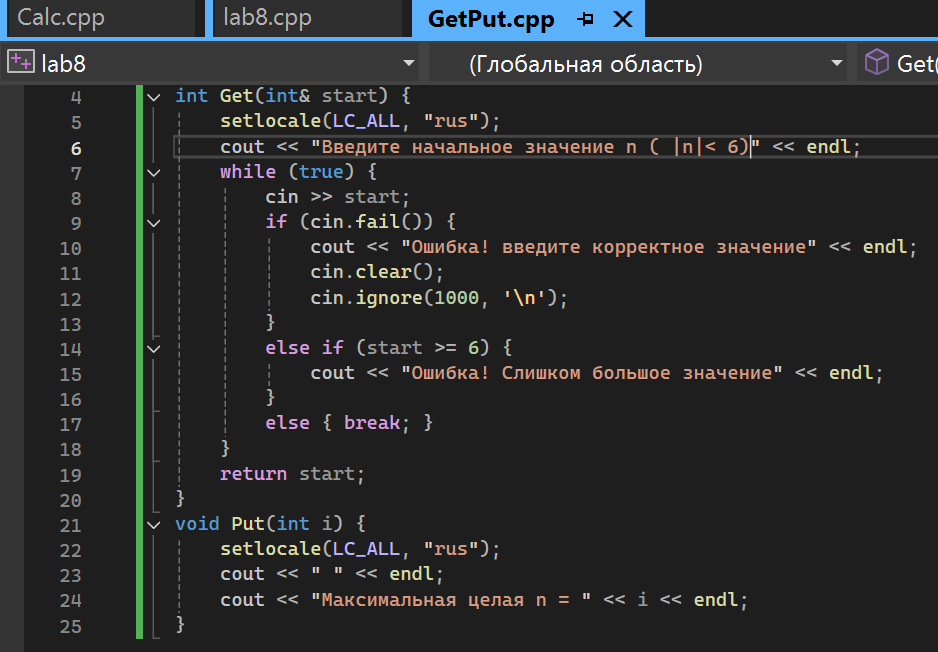 Calc.cpp lab8.cpp GetPut.cpp
lab8 (Глобальная область) Get(
4 int Get(int& start) {
5 setlocale(LC_ALL, "rus");
6 cout << "Введите начальное значение n ( |n|< 6)" << endl;
7 while (true) {
8 cin >> start;
9 if (cin.fail()) {
10 cout << "Ошибка! введите корректное значение" << endl;
11 cin.clear();
12 cin.ignore(1000, '\n');
13 }
14 else if (start >= 6) {
15 cout << "Ошибка! Слишком большое значение" << endl;
16 }
17 else { break; }
18 }
19 return start;
20 }
21 void Put(int i) {
22 setlocale(LC_ALL, "rus");
23 cout << " " << endl;
24 cout << "Максимальная целая n = " << i << endl;
25 }